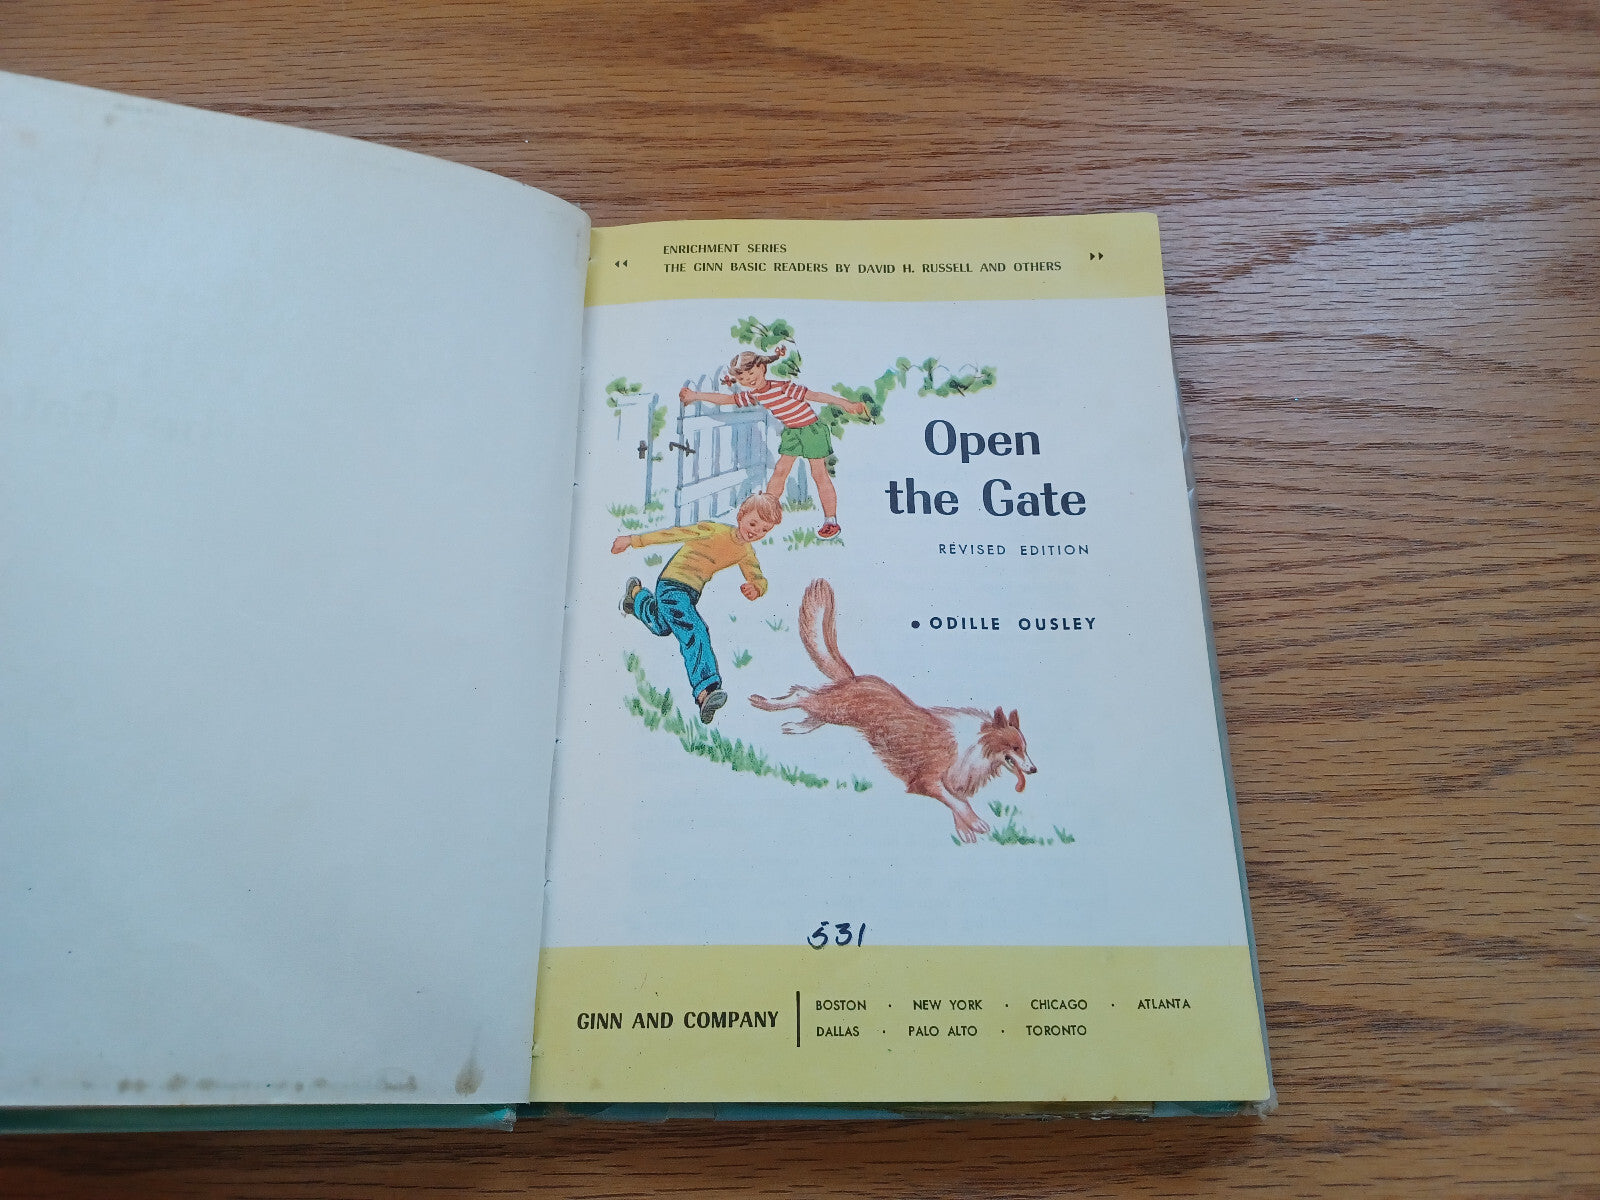 ENRICHMENT SERIES
THE GINN BASIC READERS BY DAVID H. RUSSELL AND OTHERS
Open
the Gate
REVISED EDITION
• ODILLE OUSLEY
531
GINN AND COMPANY
BOSTON · NEW YORK · CHICAGO · ATLANTA
DALLAS · PALO ALTO · TORONTO